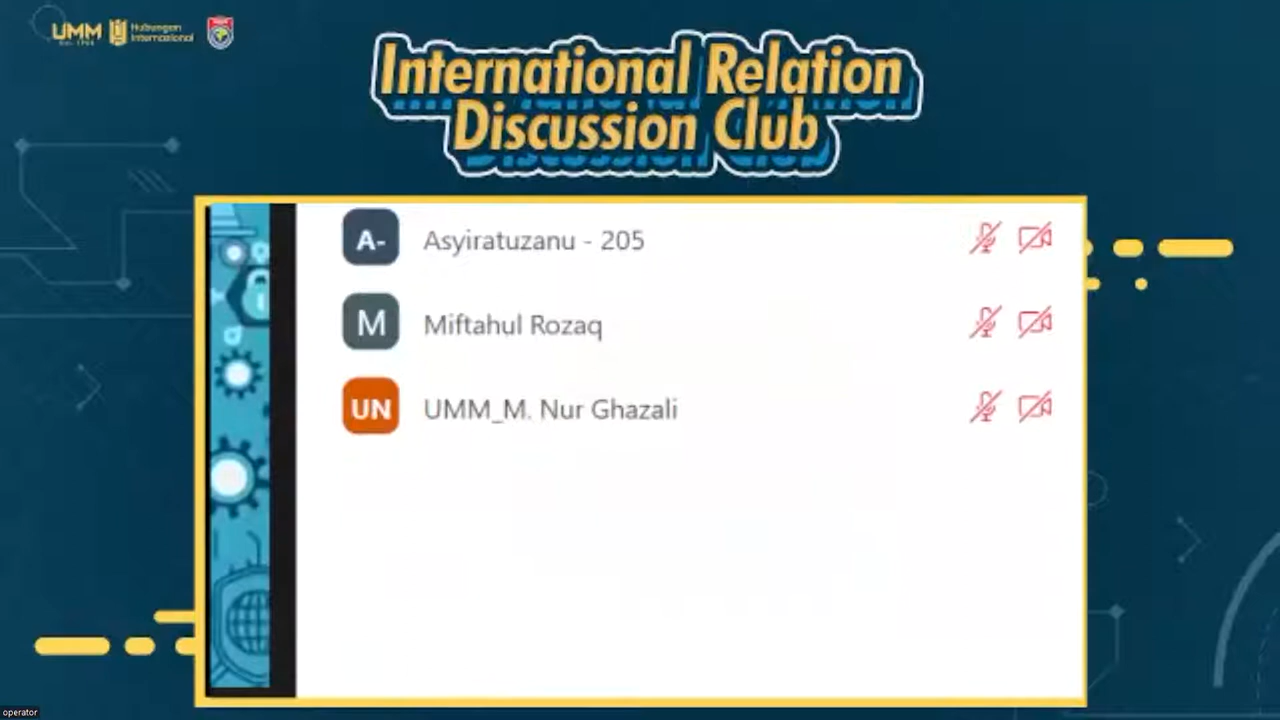 UMM
Hubungan
Internasional
International Relation
Discussion Club
A- Asyiratuzanu - 205
M Miftahul Rozaq
UN UMM_M. Nur Ghazali
operator